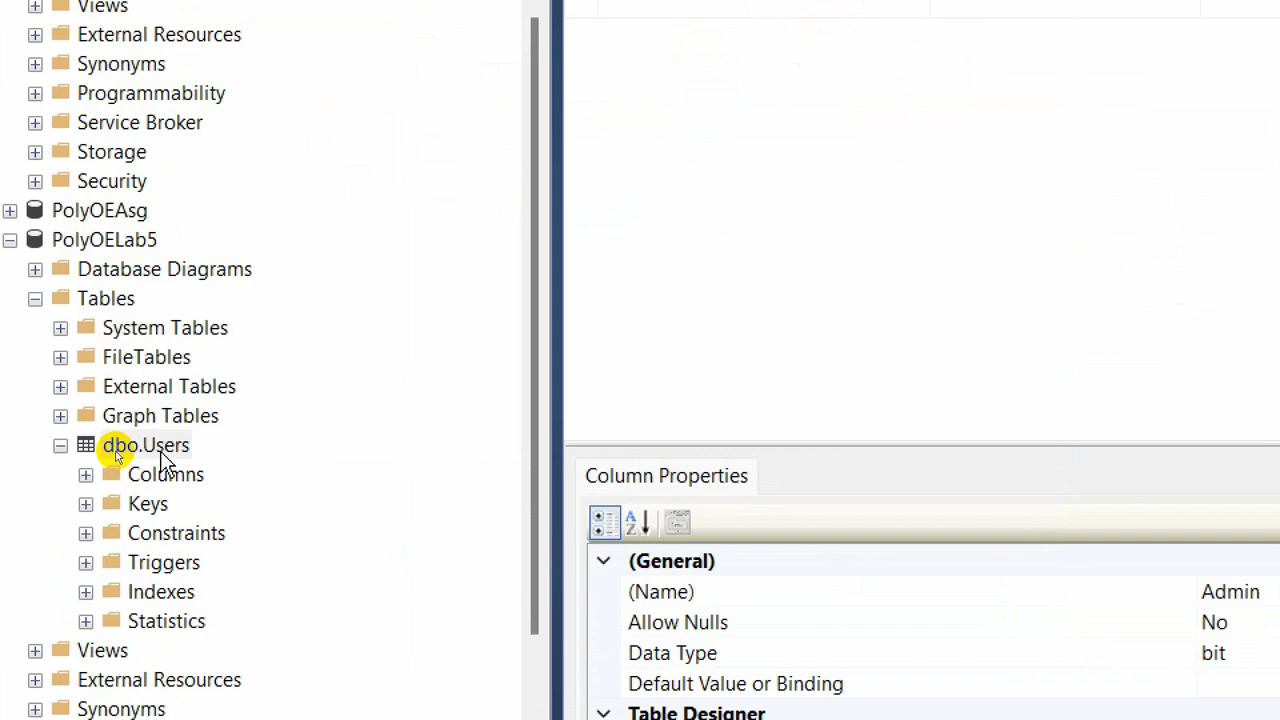 Views
External Resources
Synonyms
Programmability
Service Broker
Storage
Security
PolyOEAsg
PolyOELab5
Database Diagrams
Tables
System Tables
FileTables
External Tables
Graph Tables
dbo.Users
Columns
Keys
Constraints
Triggers
Indexes
Statistics
Views
External Resources
Synonyms
Column Properties
(General)
(Name) Admin
Allow Nulls No
Data Type bit
Default Value or Binding
Table Designer